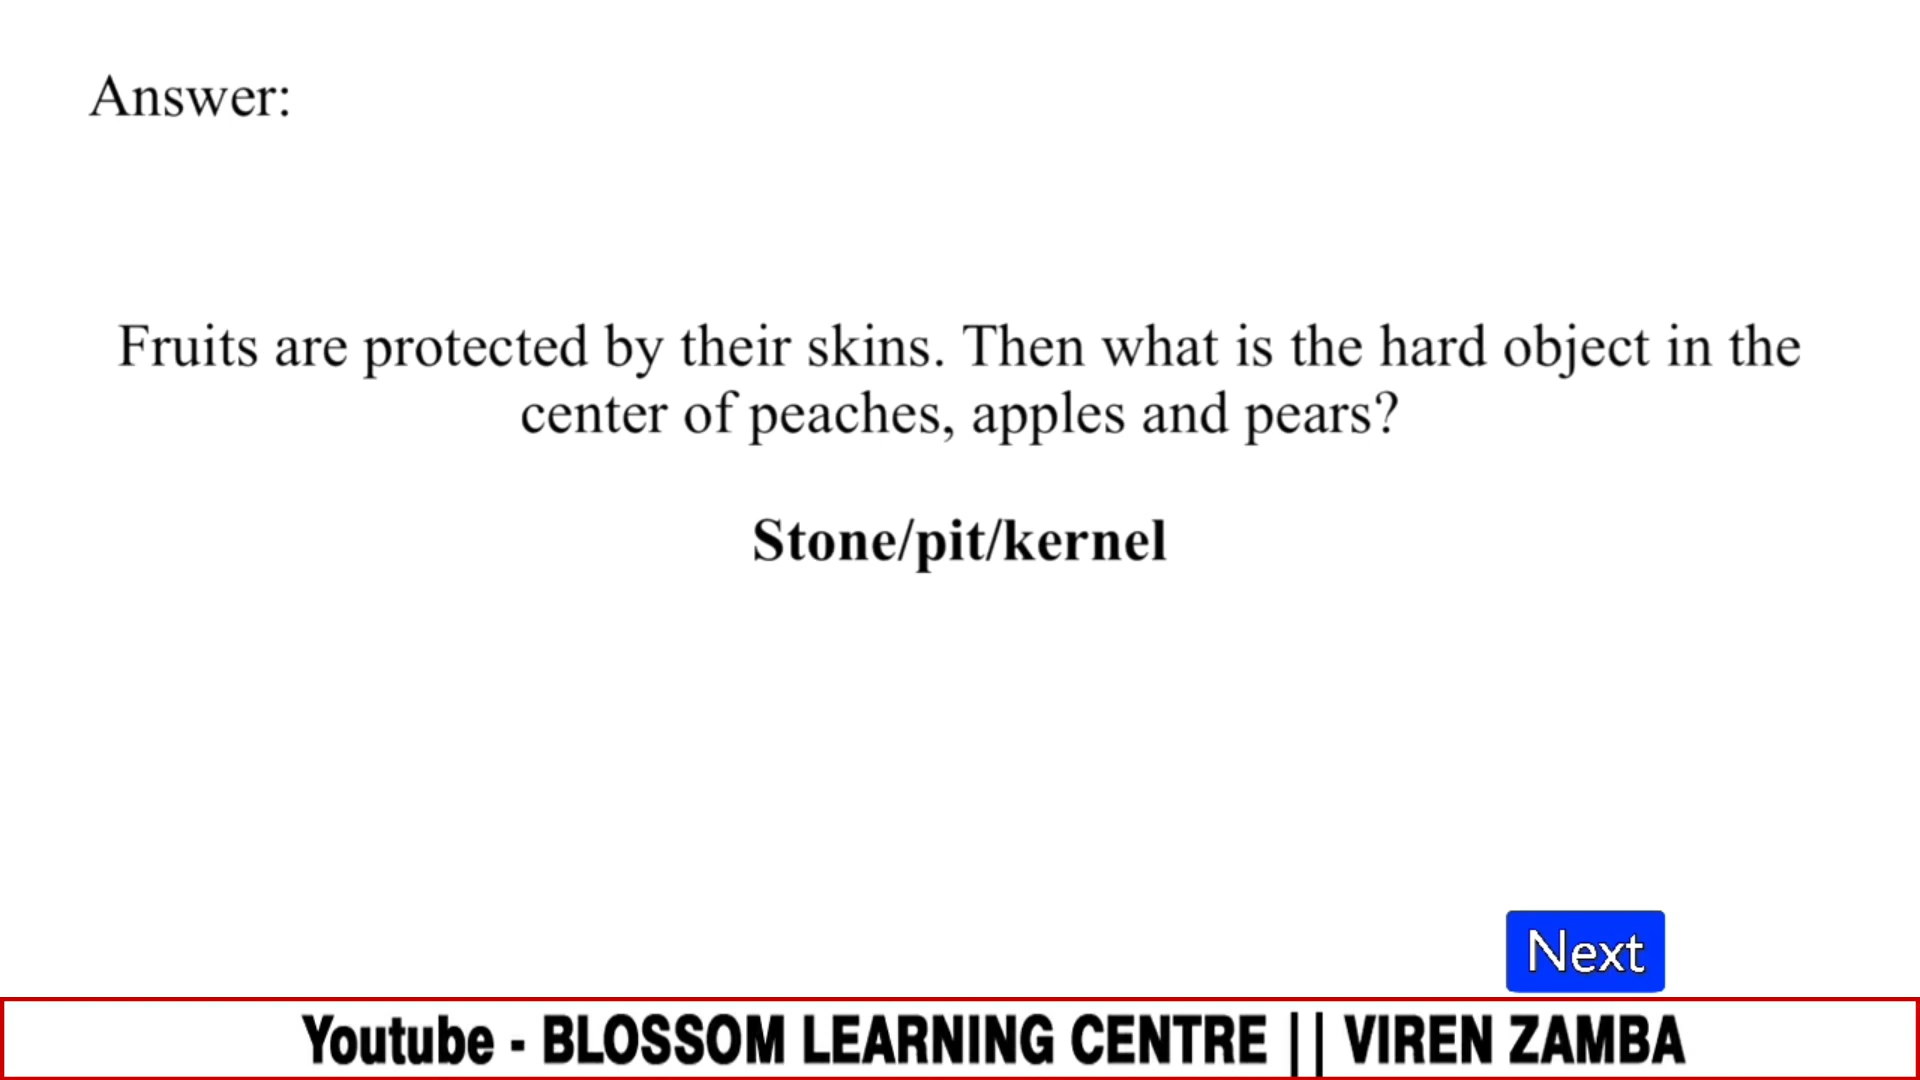 Answer:
Fruits are protected by their skins. Then what is the hard object in the
center of peaches, apples and pears?
Stone/pit/kernel
Next
Youtube - BLOSSOM LEARNING CENTRE || VIREN ZAMBA